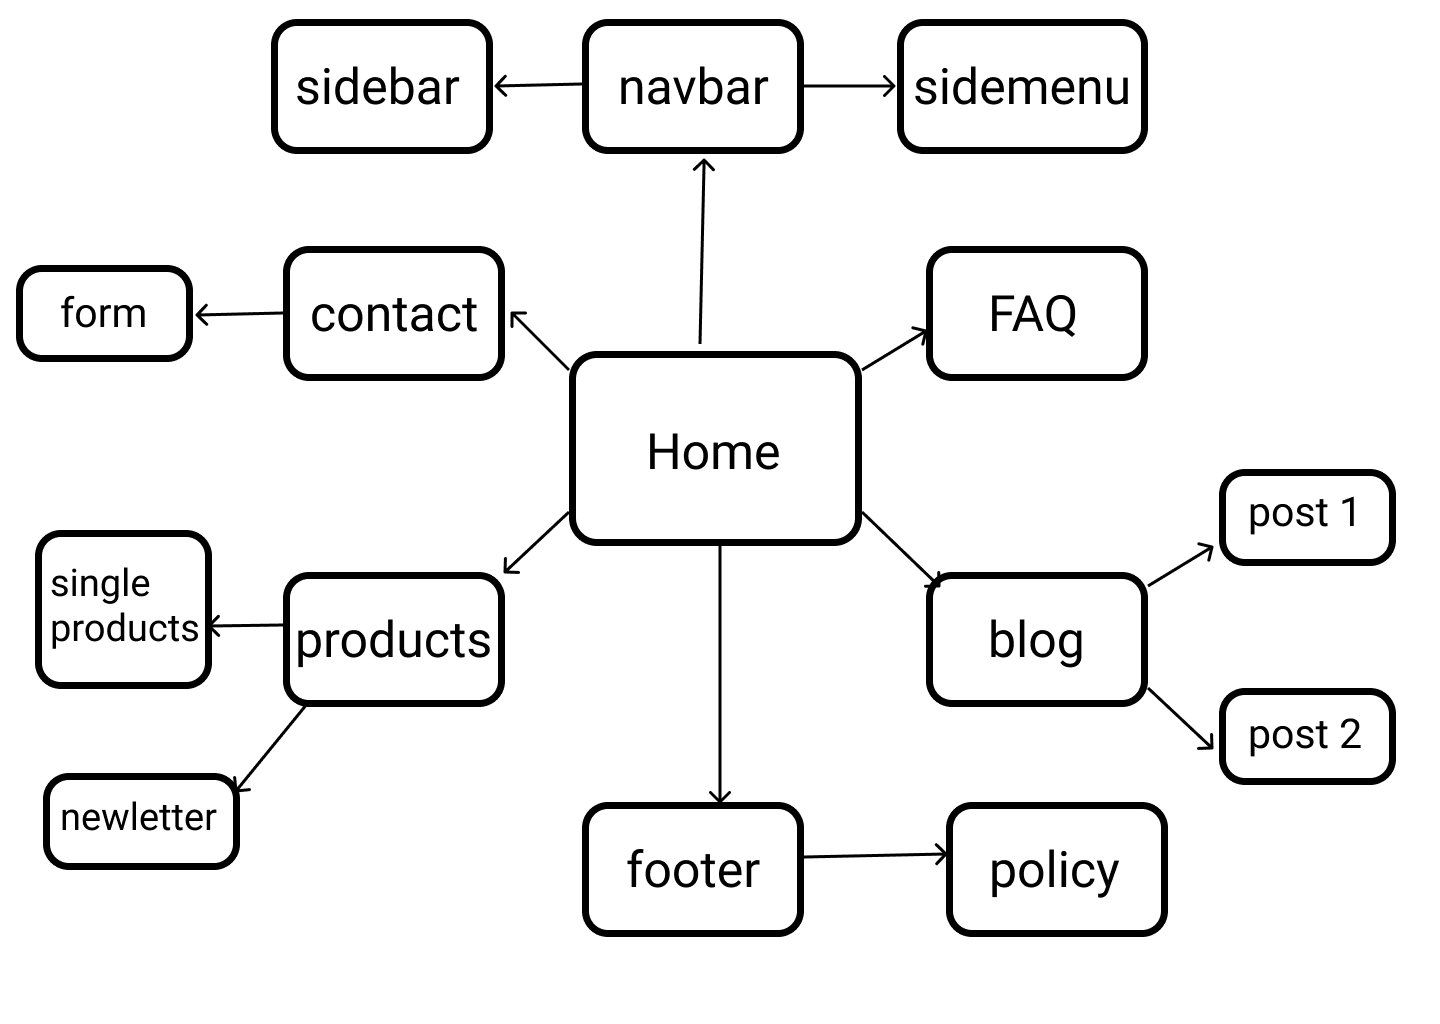 sidebar
navbar
sidemenu
form
contact
FAQ
Home
post 1
single
products
products
blog
post 2
newletter
footer
policy